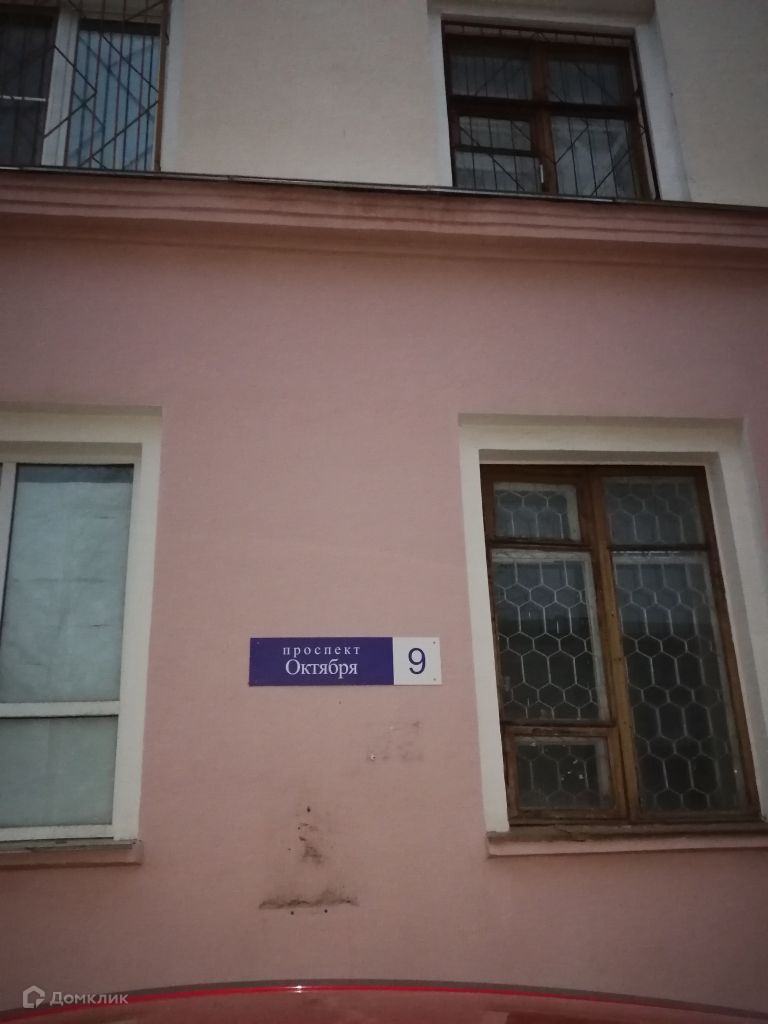 проспект
Октября
9
Домклик